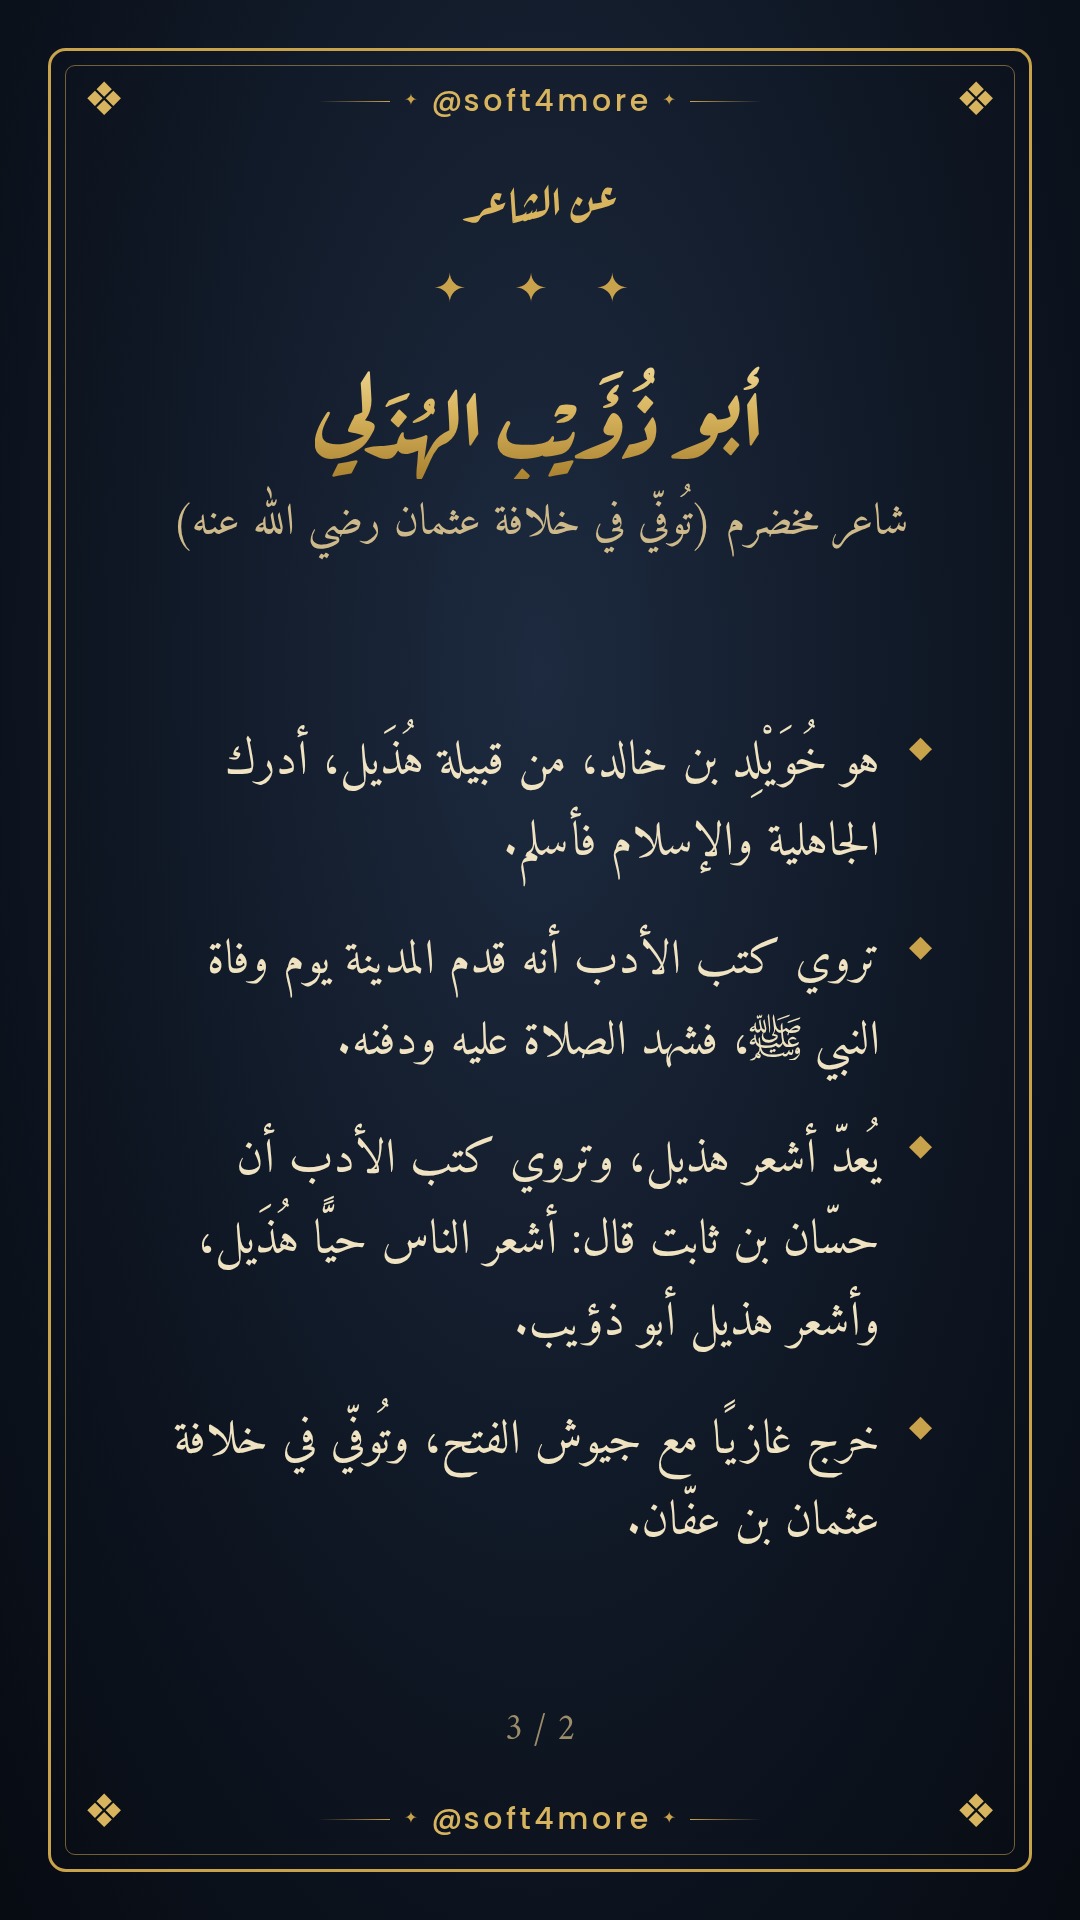 @soft4more
عن الشاعر
أبو ذُؤَيْب الهُذَلي
شاعر مخضرم (تُوفّي في خلافة عثمان رضي الله عنه)
هو خُوَيْلِد بن خالد، من قبيلة هُذَيل، أدرك
الجاهلية والإسلام فأسلم.
تروي كتب الأدب أنه قدم المدينة يوم وفاة
النبي ﷺ، فشهد الصلاة عليه ودفنه.
يُعدّ أشعر هذيل، وتروي كتب الأدب أن
حسّان بن ثابت قال: أشعر الناس حيًّا هُذَيل،
وأشعر هذيل أبو ذؤيب.
خرج غازيًا مع جيوش الفتح، وتُوفّي في خلافة
عثمان بن عفّان.
3 / 2
@soft4more